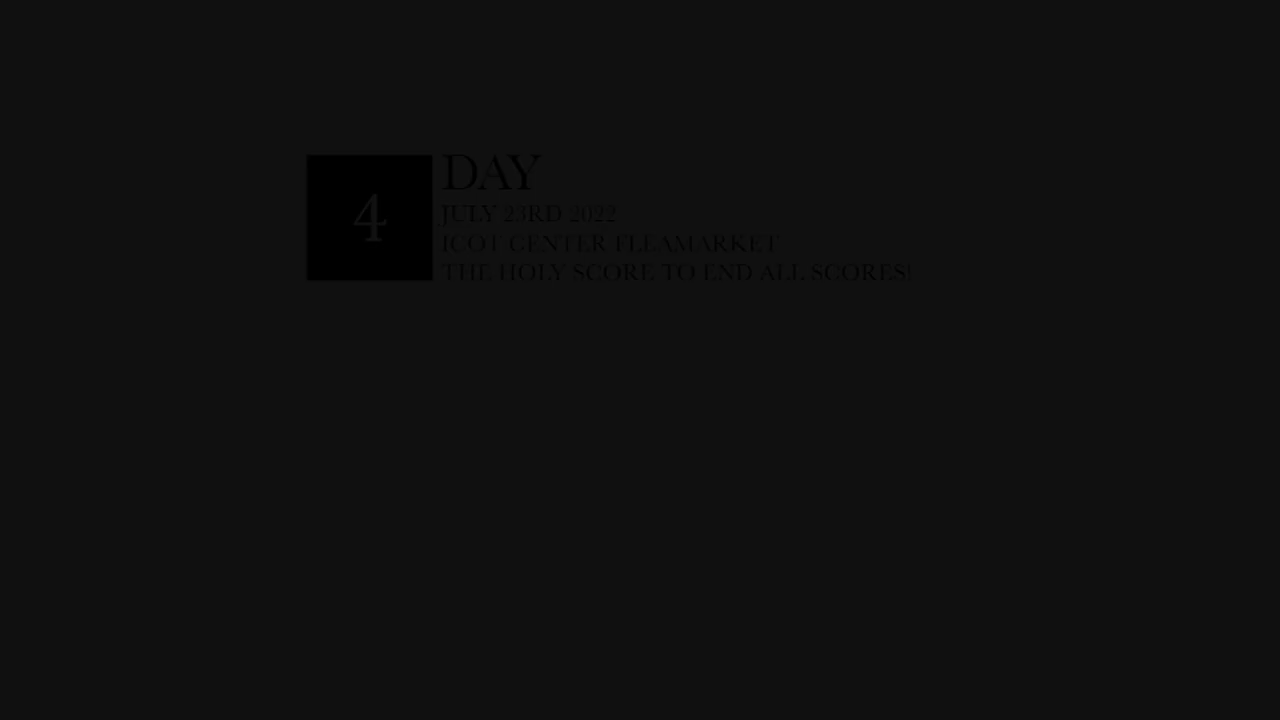 4
DAY
JULY 23RD 2022
ICOT CENTER FLEAMARKET
THE HOLY SCORE TO END ALL SCORES!